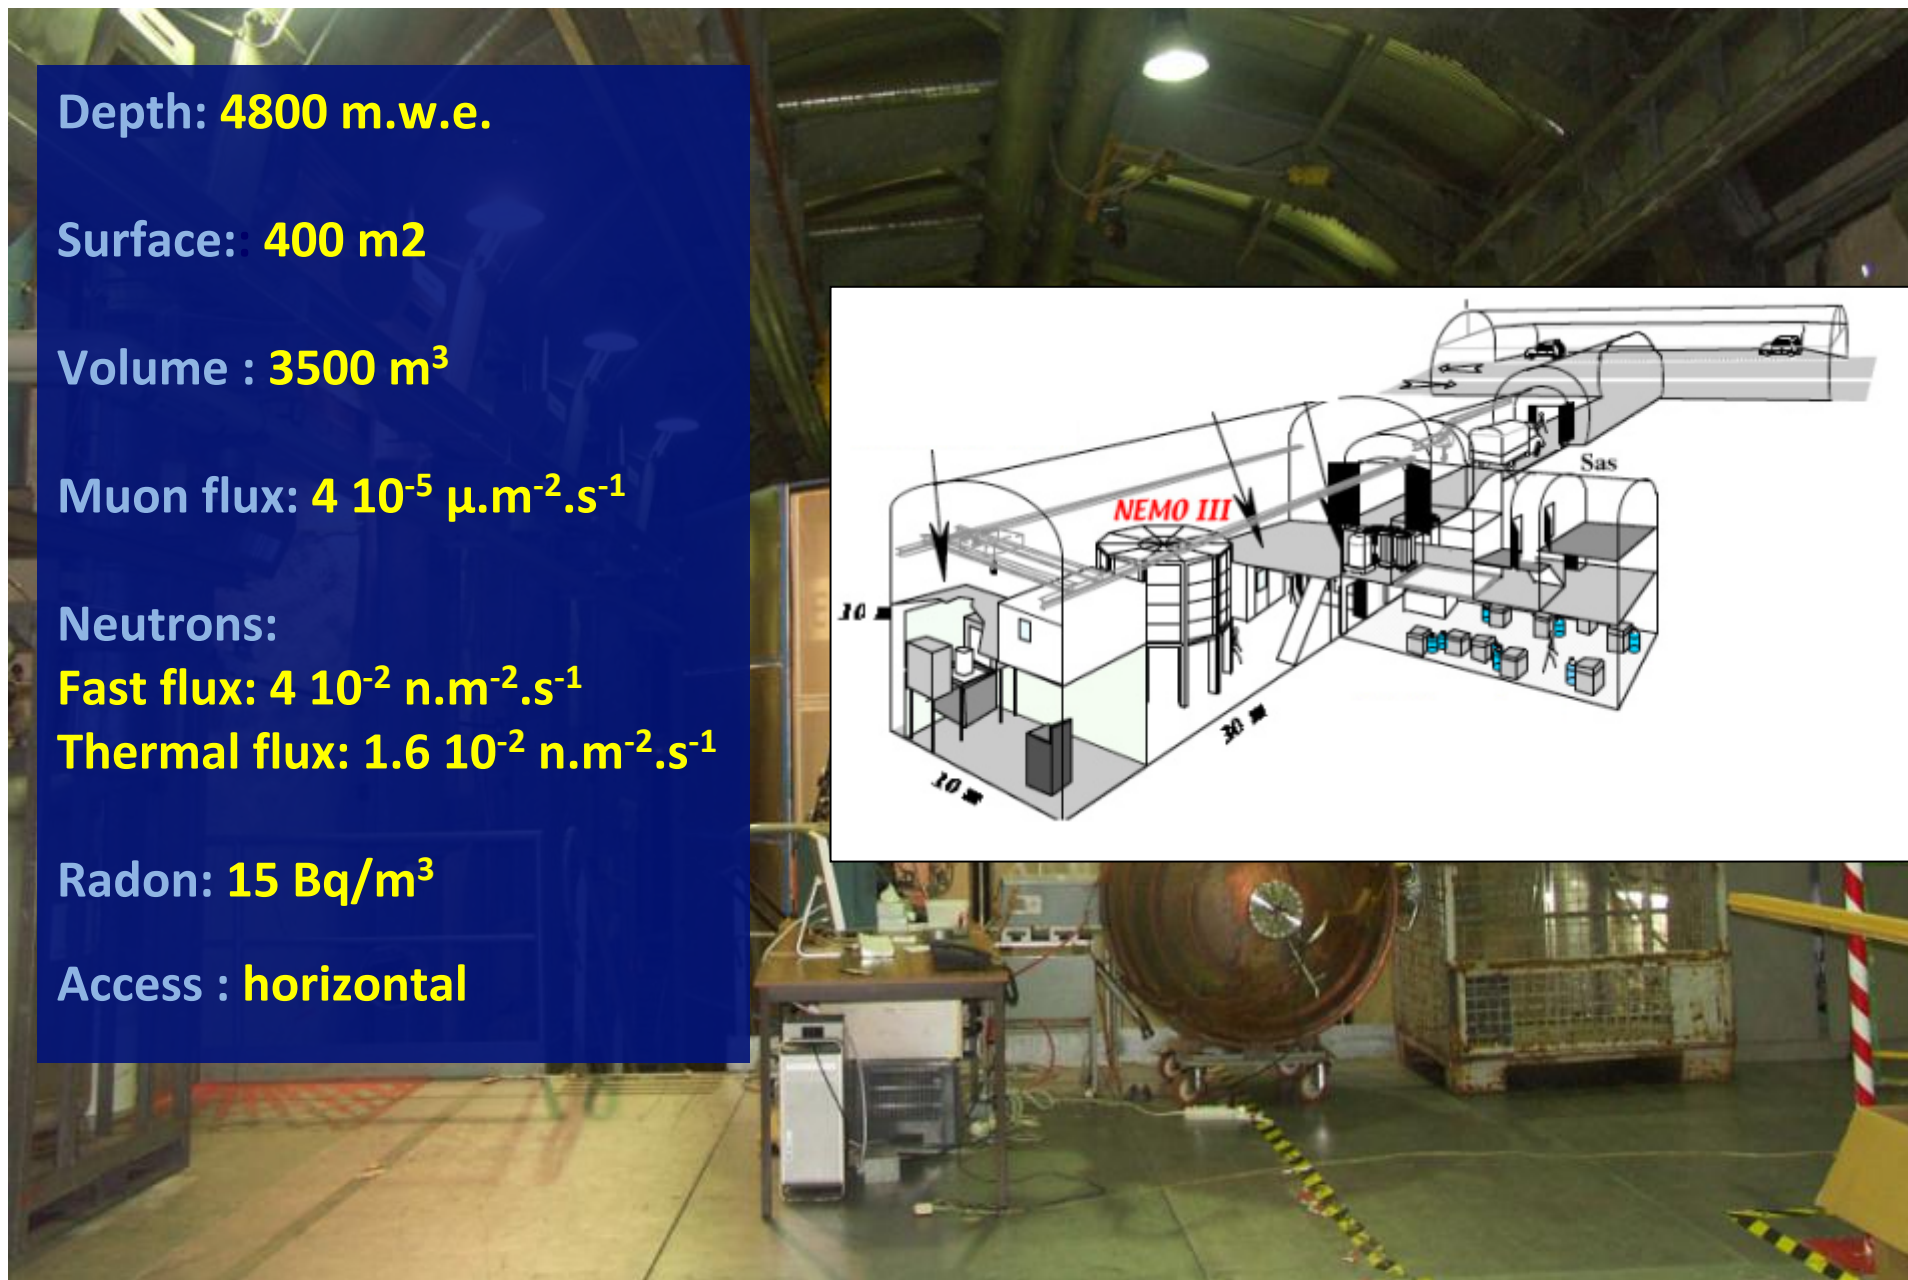 Depth: 4800 m.w.e.
Surface:: 400 m2
Volume : 3500 m³
Muon flux: 4 10⁻⁵ μ.m⁻².s⁻¹
Neutrons:
Fast flux: 4 10⁻² n.m⁻².s⁻¹
Thermal flux: 1.6 10⁻² n.m⁻².s⁻¹
Radon: 15 Bq/m³
Access : horizontal
Sas
NEMO III
10 m
30 m
10 m